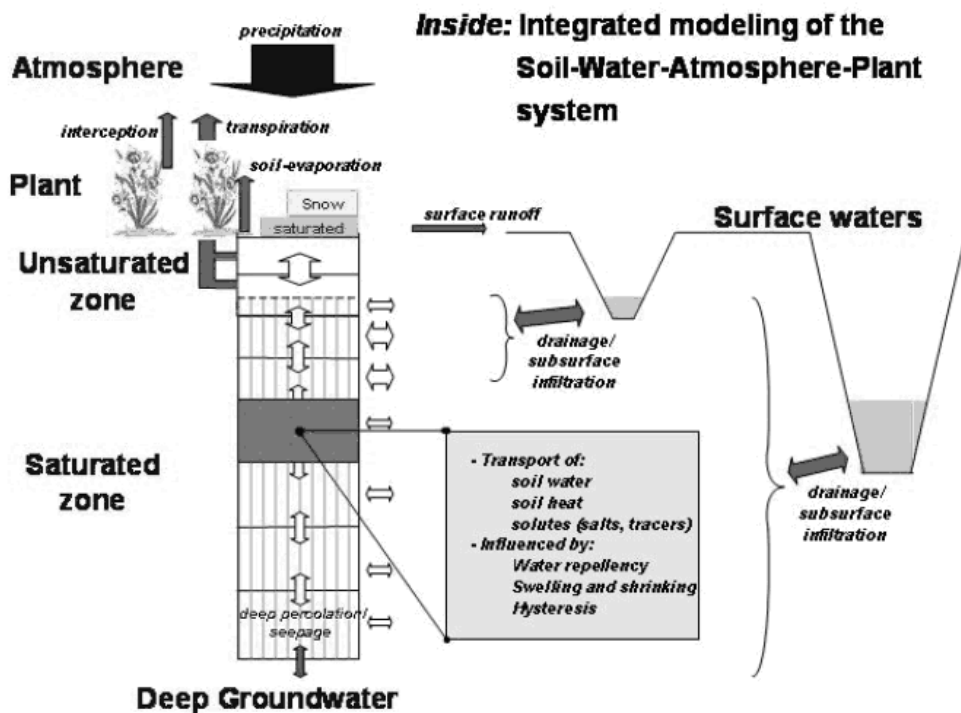 precipitation
Inside: Integrated modeling of the
Soil-Water-Atmosphere-Plant
system
Atmosphere
interception
transpiration
soil-evaporation
Plant
Snow
saturated
surface runoff
Surface waters
Unsaturated
zone
drainage/
subsurface
infiltration
Saturated
zone
- Transport of:
soil water
soil heat
solutes (salts, tracers)
- Influenced by:
Water repellency
Swelling and shrinking
Hysteresis
drainage/
subsurface
infiltration
deep percolation/
seepage
Deep Groundwater